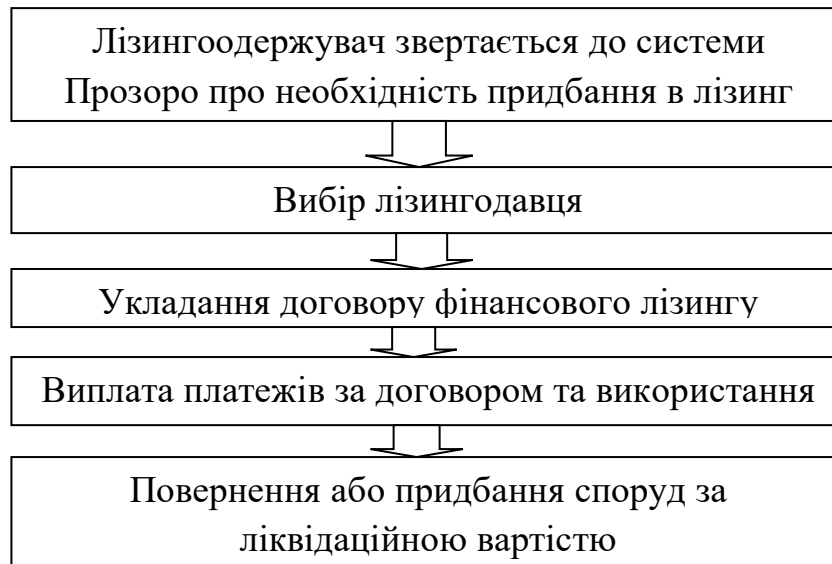 Лізингоодержувач звертається до системи
Прозоро про необхідність придбання в лізинг
Вибір лізингодавця
Укладання договору фінансового лізингу
Виплата платежів за договором та використання
Повернення або придбання споруд за
ліквідаційною вартістю